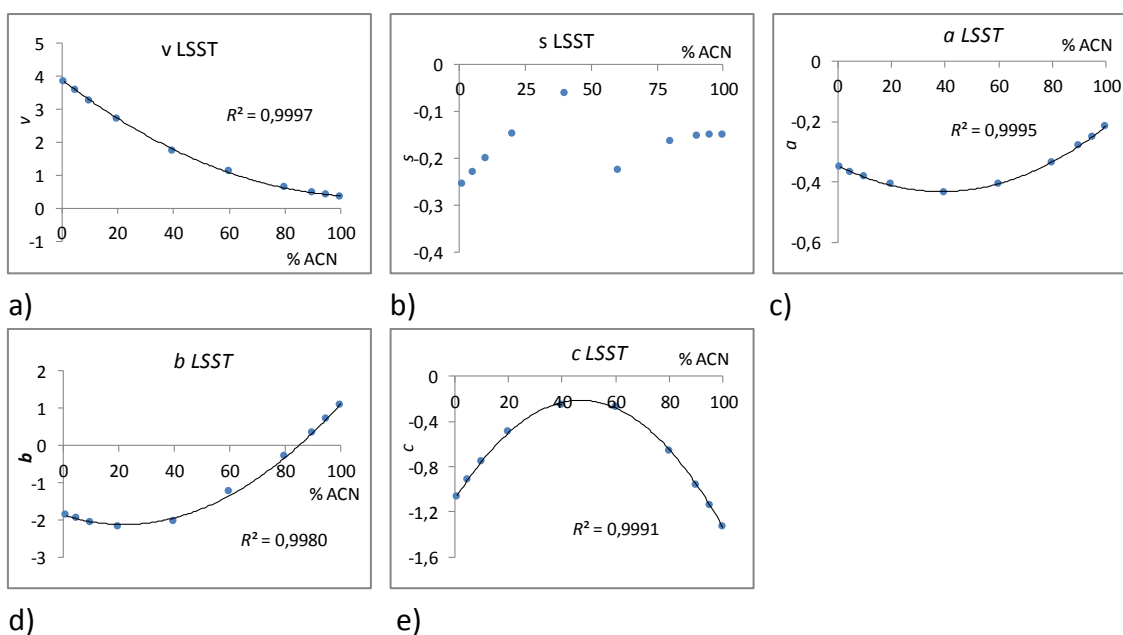 v LSST
5
4
3
2
1
0
-1
v
0 20 40 60 80 100
% ACN
R² = 0,9997
a)
s LSST
% ACN
0
-0,1
-0,2
-0,3
-0,4
s
0 25 50 75 100
b)
a LSST
% ACN
0
-0,2
-0,4
-0,6
a
0 20 40 60 80 100
R² = 0,9995
c)
b LSST
2
1
0
-1
-2
-3
b
0 20 40 60 80 100
% ACN
R² = 0,9980
d)
c LSST
% ACN
0
-0,4
-0,8
-1,2
-1,6
c
0 20 40 60 80 100
R² = 0,9991
e)